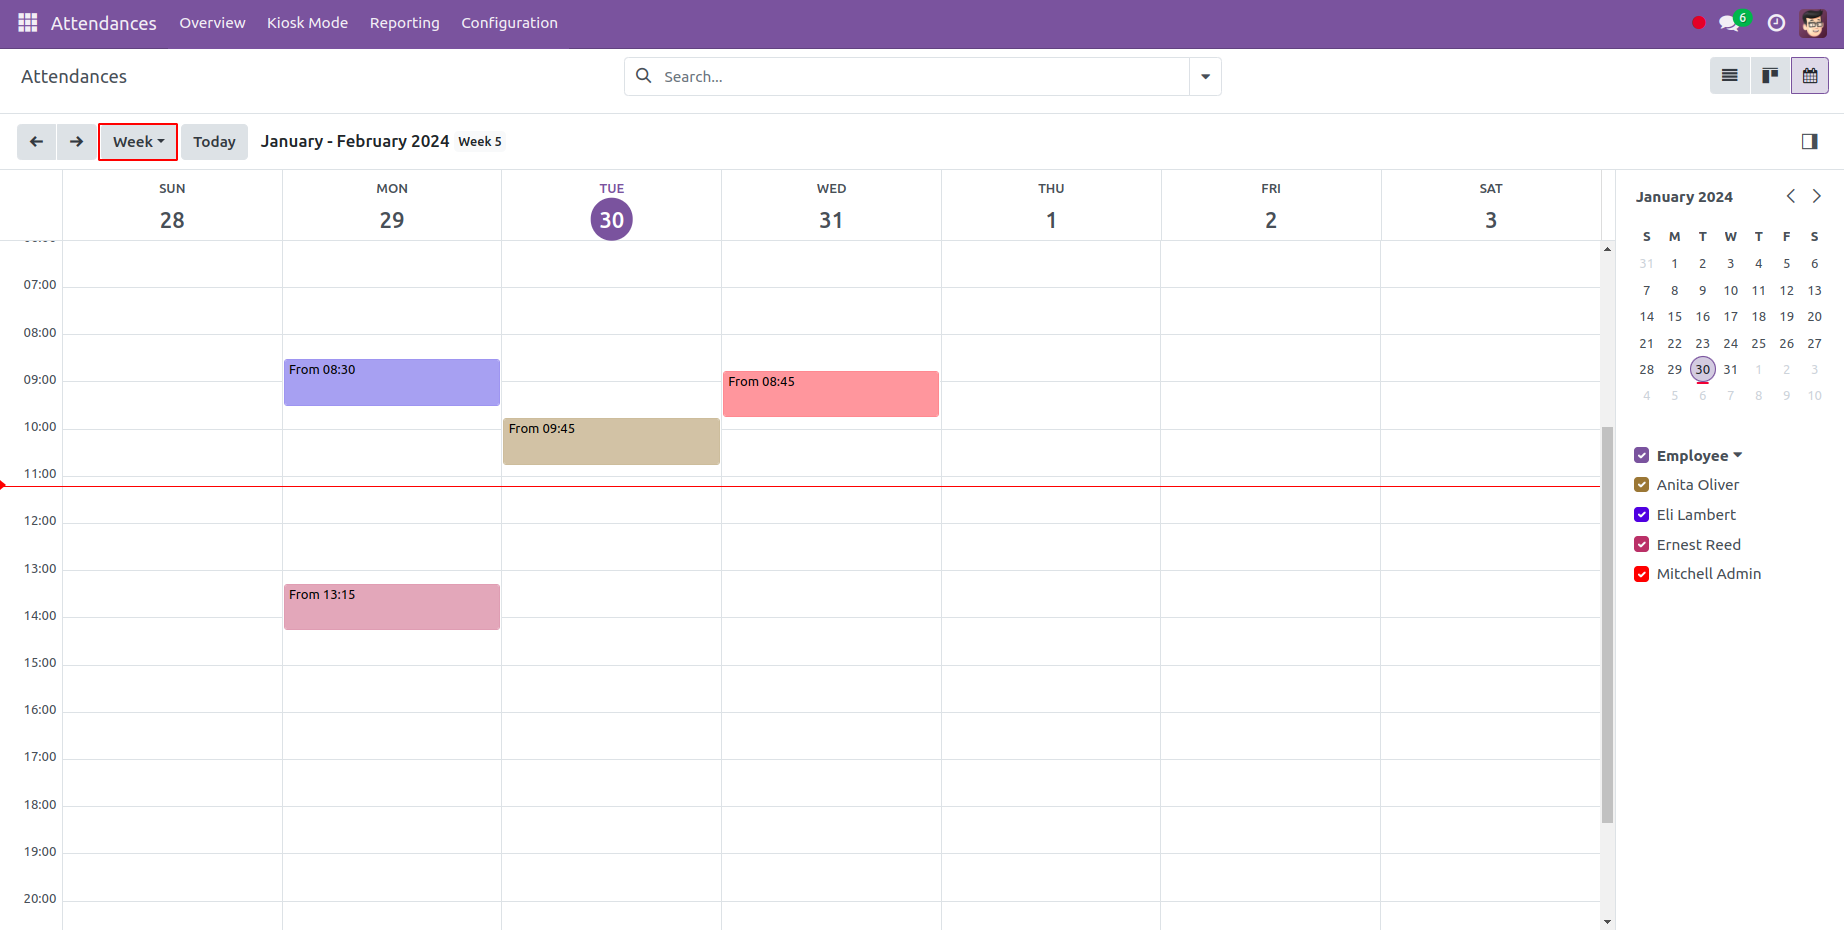 Attendances Overview Kiosk Mode Reporting Configuration 6
Attendances Search...
Week Today January - February 2024 Week 5
SUN MON TUE WED THU FRI SAT
28 29 30 31 1 2 3
07:00
08:00
09:00
10:00
11:00
12:00
13:00
14:00
15:00
16:00
17:00
18:00
19:00
20:00
From 08:30
From 13:15
From 09:45
From 08:45
January 2024
S M T W T F S
31 1 2 3 4 5 6
7 8 9 10 11 12 13
14 15 16 17 18 19 20
21 22 23 24 25 26 27
28 29 30 31 1 2 3
4 5 6 7 8 9 10
Employee
Anita Oliver
Eli Lambert
Ernest Reed
Mitchell Admin